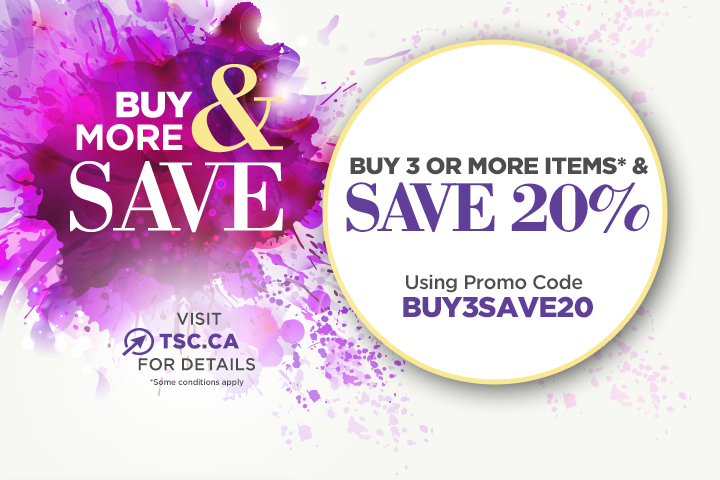 BUY
MORE &
SAVE
VISIT
TSC.CA
FOR DETAILS
*Some conditions apply
BUY 3 OR MORE ITEMS* &
SAVE 20%
Using Promo Code
BUY3SAVE20